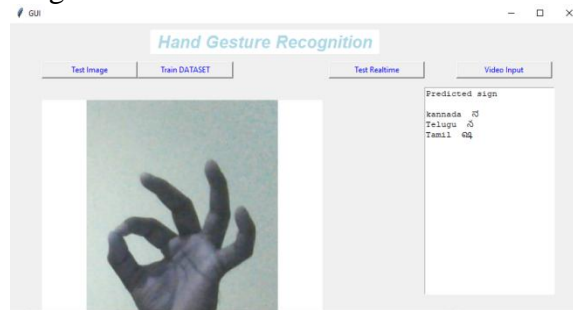 GUI
Hand Gesture Recognition
Test Image Train DATASET Test Realtime Video Input
Predicted sign
kannada ನ
Telugu న
Tamil